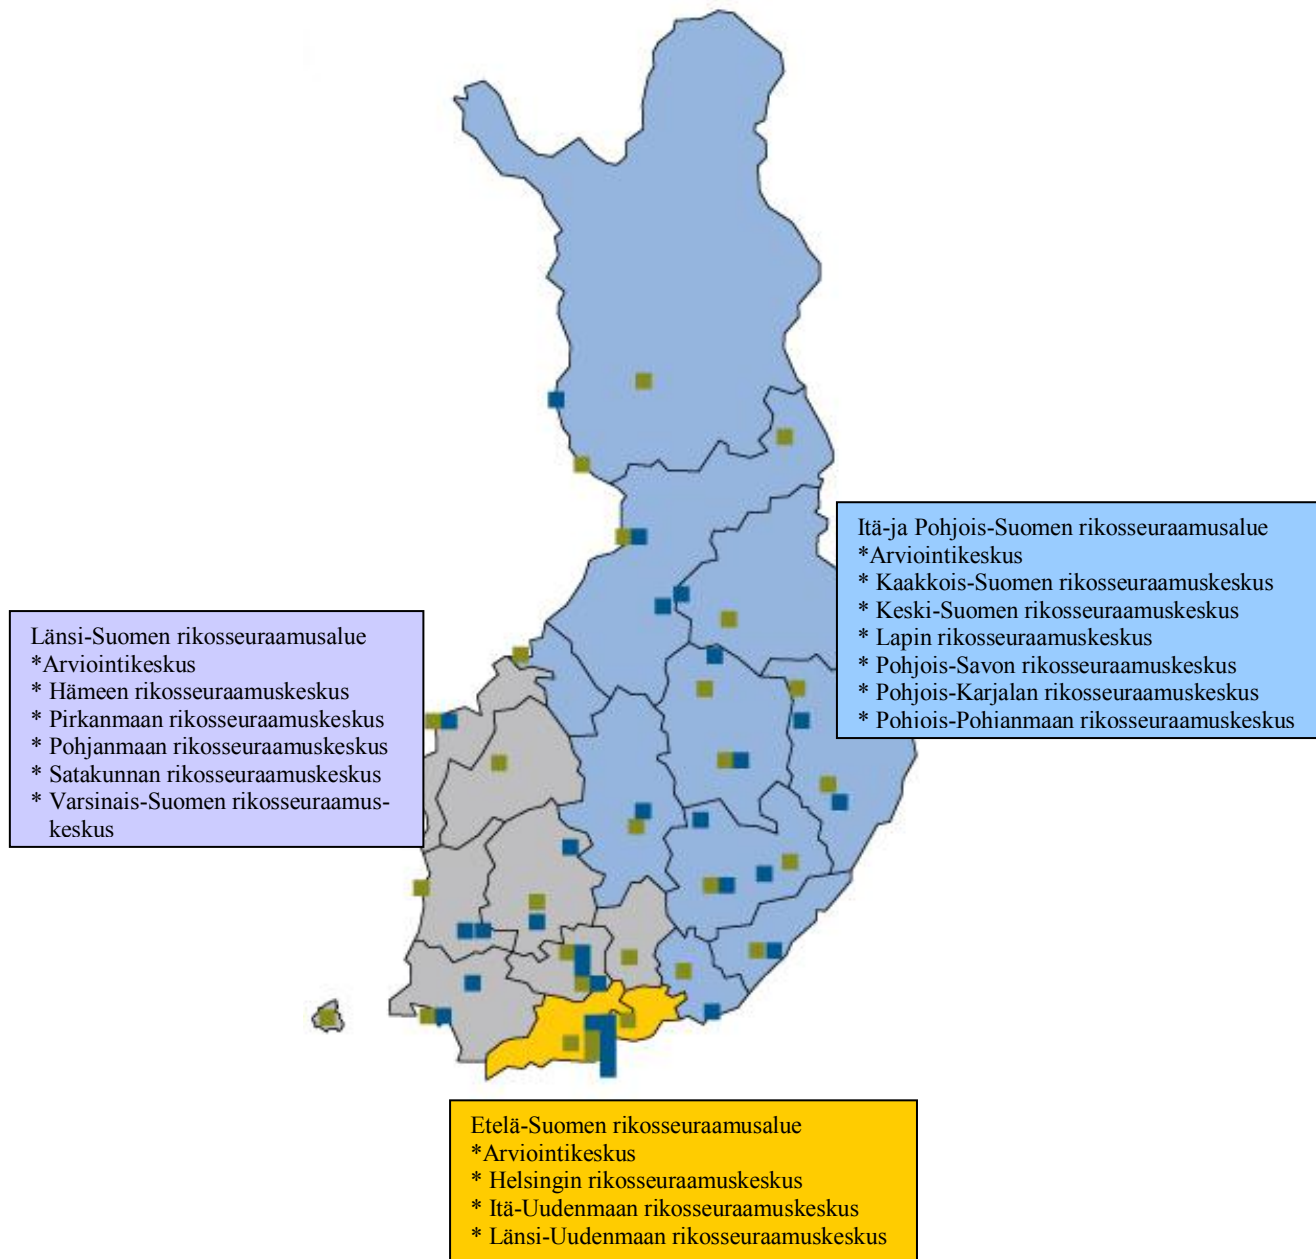 Itä-ja Pohjois-Suomen rikosseuraamusalue
*Arviointikeskus
* Kaakkois-Suomen rikosseuraamuskeskus
* Keski-Suomen rikosseuraamuskeskus
* Lapin rikosseuraamuskeskus
* Pohjois-Savon rikosseuraamuskeskus
* Pohjois-Karjalan rikosseuraamuskeskus
* Pohiois-Pohianmaan rikosseuraamuskeskus
Länsi-Suomen rikosseuraamusalue
*Arviointikeskus
* Hämeen rikosseuraamuskeskus
* Pirkanmaan rikosseuraamuskeskus
* Pohjanmaan rikosseuraamuskeskus
* Satakunnan rikosseuraamuskeskus
* Varsinais-Suomen rikosseuraamus-
keskus
Etelä-Suomen rikosseuraamusalue
*Arviointikeskus
* Helsingin rikosseuraamuskeskus
* Itä-Uudenmaan rikosseuraamuskeskus
* Länsi-Uudenmaan rikosseuraamuskeskus